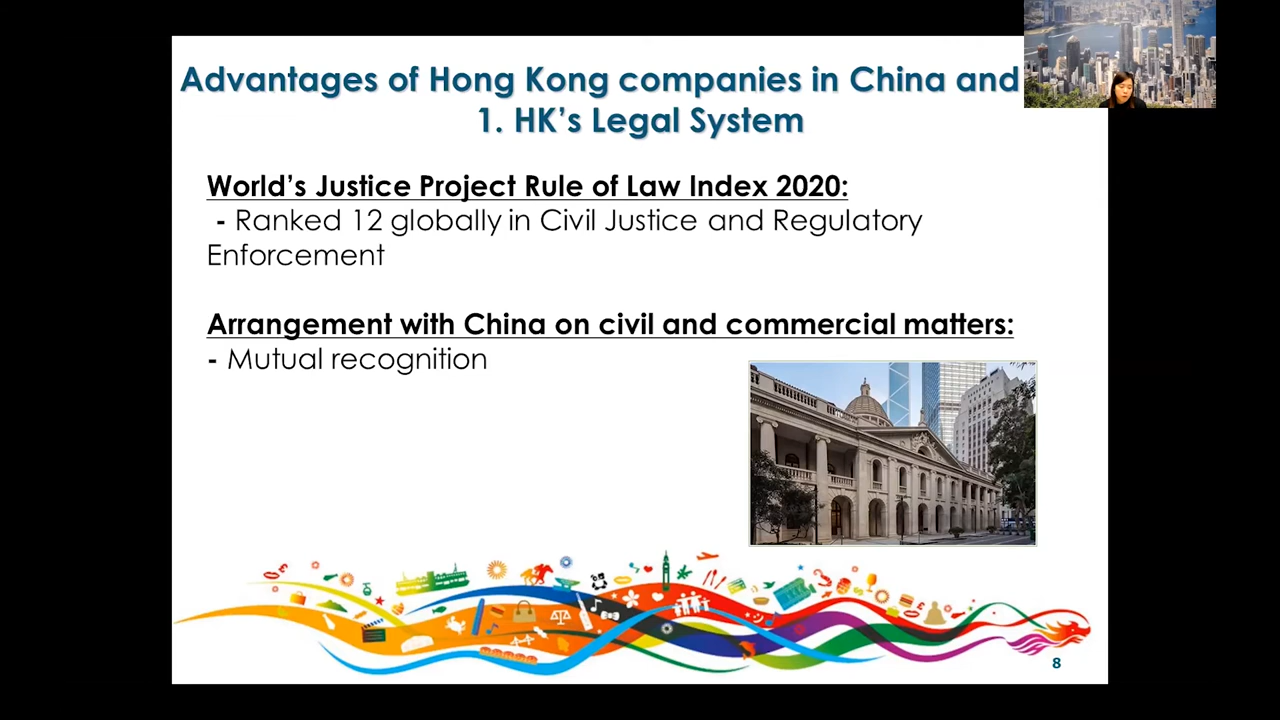 Advantages of Hong Kong companies in China and
1. HK's Legal System
World's Justice Project Rule of Law Index 2020:
- Ranked 12 globally in Civil Justice and Regulatory
Enforcement
Arrangement with China on civil and commercial matters:
- Mutual recognition
8